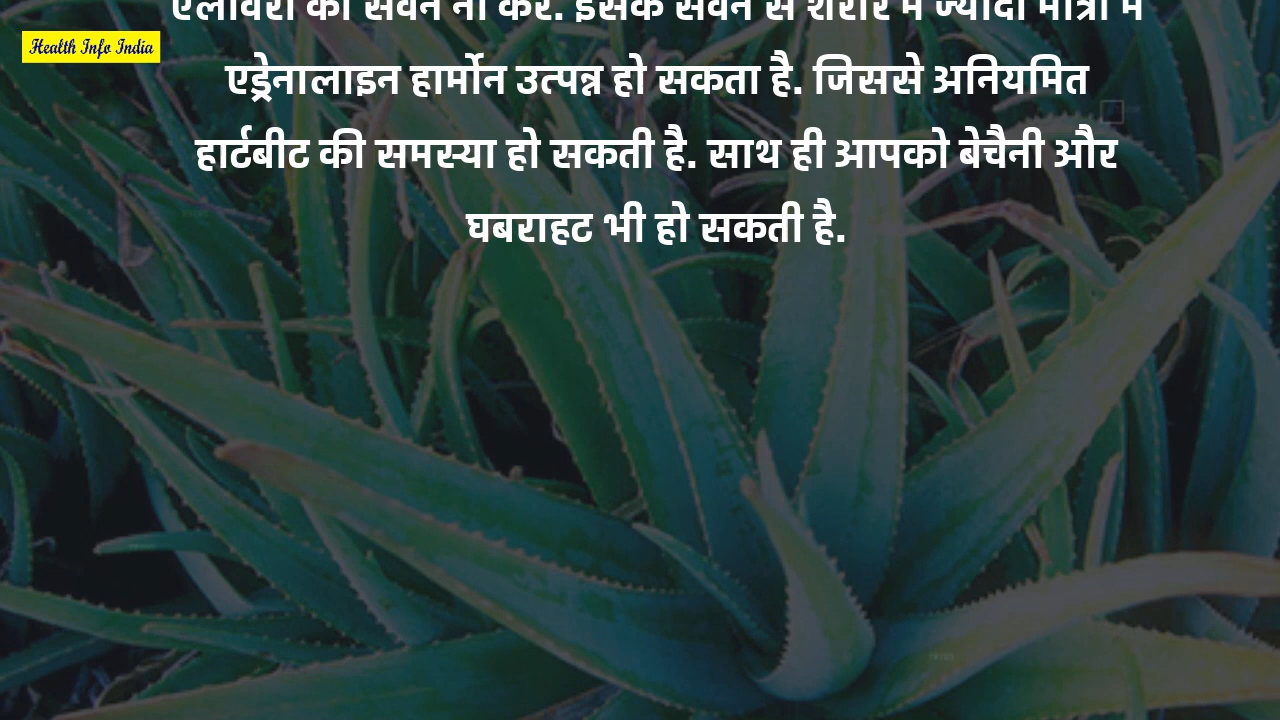 एलोवेरा का सेवन ना करें. इसके सेवन से शरीर में ज्यादा मात्रा में
Health Info India
एड्रेनालाइन हार्मोन उत्पन्न हो सकता है. जिससे अनियमित
हार्टबीट की समस्या हो सकती है. साथ ही आपको बेचैनी और
घबराहट भी हो सकती है.